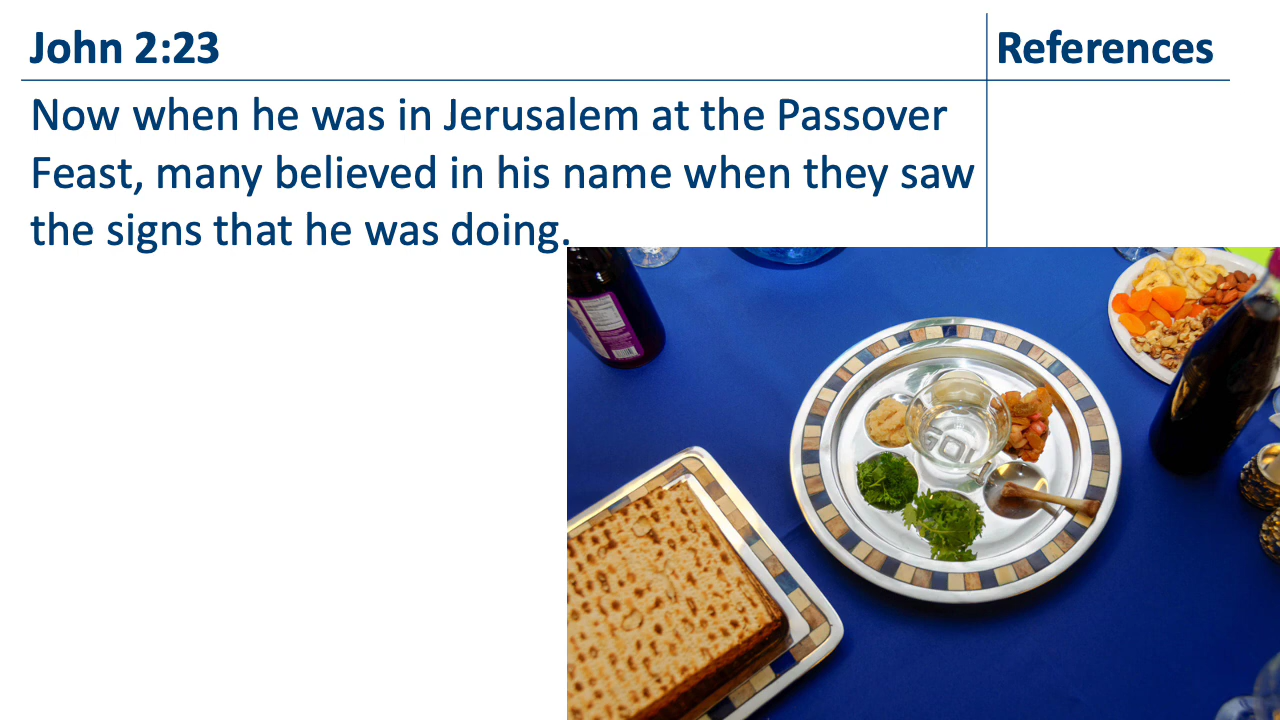 John 2:23
References
Now when he was in Jerusalem at the Passover
Feast, many believed in his name when they saw
the signs that he was doing.